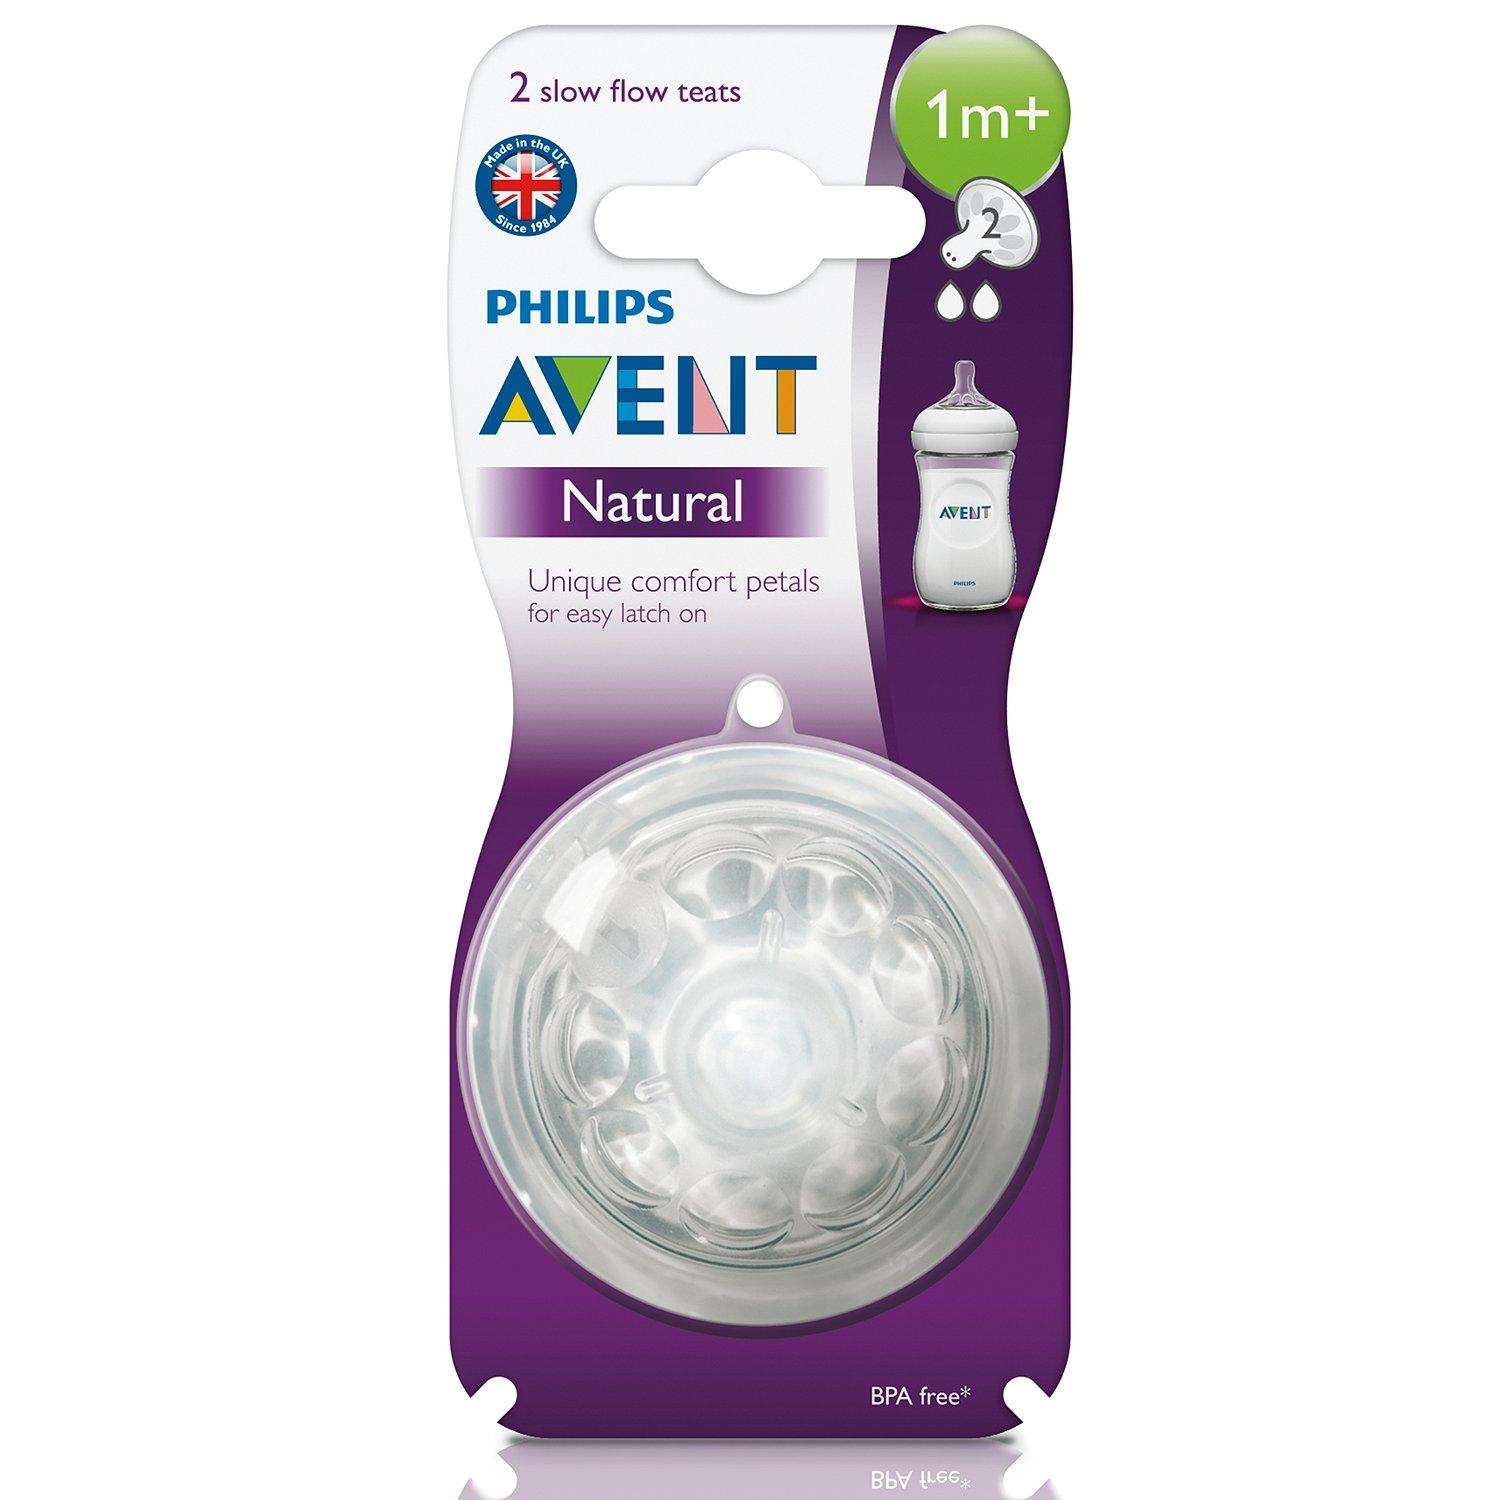 2 slow flow teats
1m+
Made in the UK
Since 1984
2
PHILIPS
AVENT
Natural
AVENT
PHILIPS
Unique comfort petals
for easy latch on
BPA free*
BPA free*